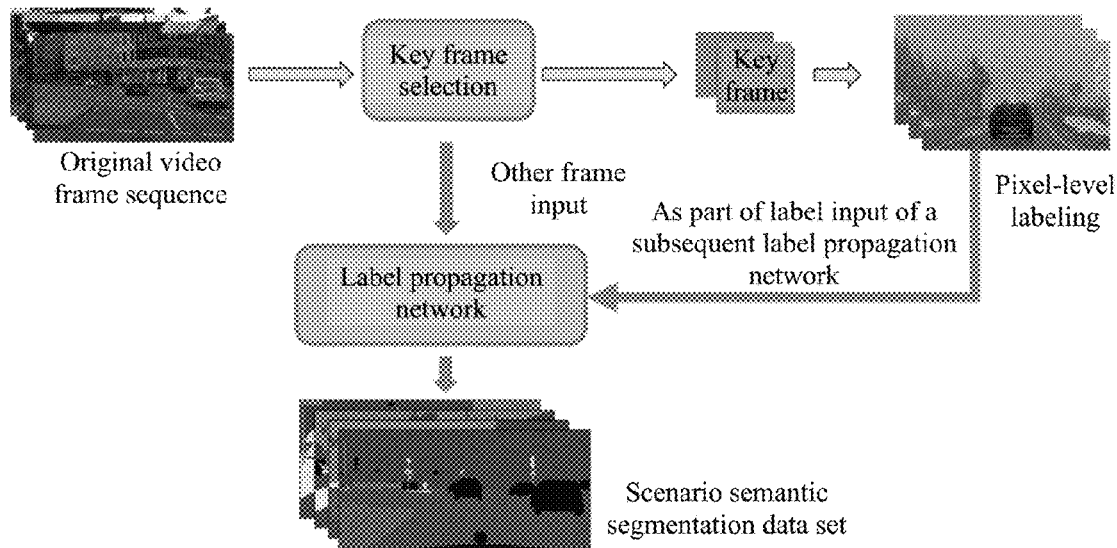 Key frame
selection
Key
frame
Original video
frame sequence
Other frame
input
Pixel-level
labeling
As part of label input of a
subsequent label propagation
network
Label propagation
network
Scenario semantic
segmentation data set